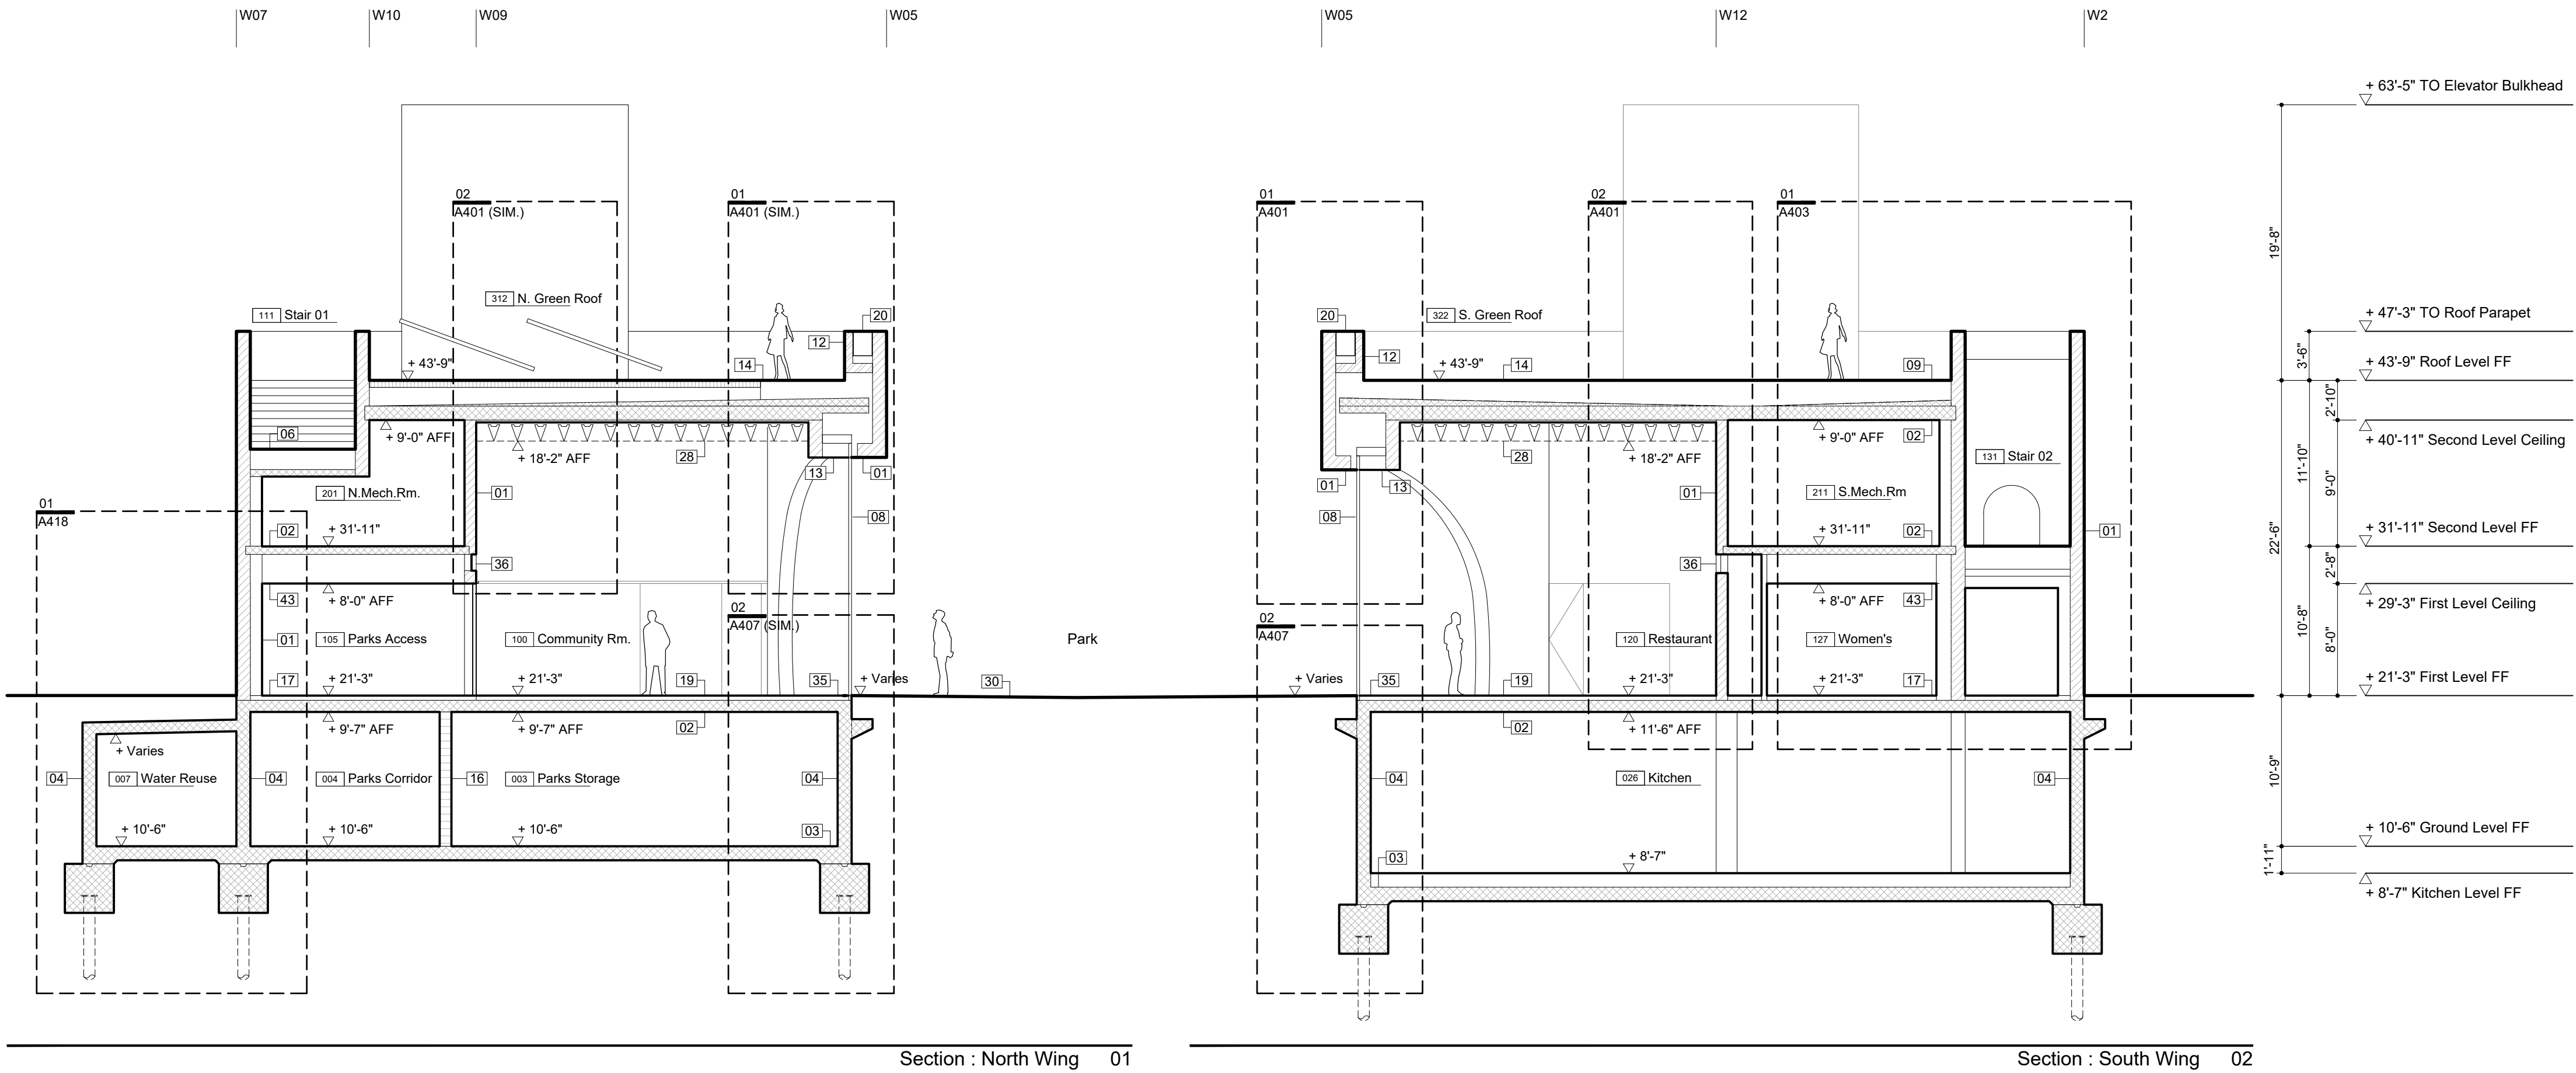 W07
W10
W09
W05
W05
W12
W2
+ 63'-5" TO Elevator Bulkhead
02
A401 (SIM.)
01
A401 (SIM.)
01
A401
02
A401
01
A403
19'-8"
312 N. Green Roof
111 Stair 01
20
12
+ 43'-9"
14
20
322 S. Green Roof
12
+ 43'-9"
14
09
+ 47'-3" TO Roof Parapet
3'-6"
+ 43'-9" Roof Level FF
2'-10"
06
+ 9'-0" AFF
+ 18'-2" AFF
28
13
01
01
13
28
+ 18'-2" AFF
+ 9'-0" AFF
02
131 Stair 02
+ 40'-11" Second Level Ceiling
11'-10"
9'-0"
22'-6"
01
A418
201 N.Mech.Rm.
01
02
+ 31'-11"
08
08
01
211 S.Mech.Rm
+ 31'-11"
02
01
+ 31'-11" Second Level FF
36
36
2'-8"
43
+ 8'-0" AFF
+ 8'-0" AFF
43
+ 29'-3" First Level Ceiling
02
A407 (SIM.)
02
A407
10'-8"
8'-0"
01
105 Parks Access
100 Community Rm.
Park
120 Restaurant
127 Women's
17
+ 21'-3"
+ 21'-3"
19
35
+ Varies
30
+ Varies
35
19
+ 21'-3"
+ 21'-3"
17
+ 21'-3" First Level FF
+ Varies
+ 9'-7" AFF
+ 9'-7" AFF
02
02
+ 11'-6" AFF
10'-9"
04
007 Water Reuse
04
004 Parks Corridor
16
003 Parks Storage
04
04
026 Kitchen
04
+ 10'-6"
+ 10'-6"
+ 10'-6"
03
+ 10'-6" Ground Level FF
1'-11"
03
+ 8'-7"
+ 8'-7" Kitchen Level FF
Section : North Wing 01
Section : South Wing 02